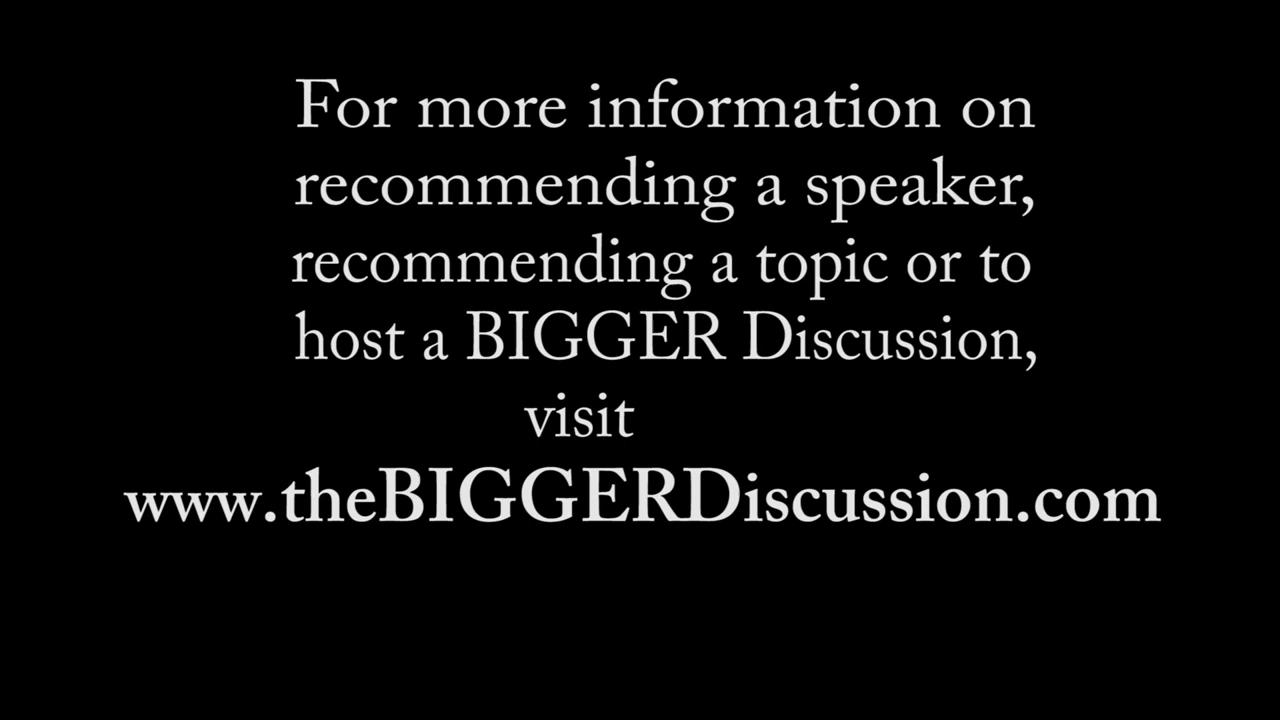 For more information on
recommending a speaker,
recommending a topic or to
host a BIGGER Discussion,
visit
www.theBIGGERDiscussion.com